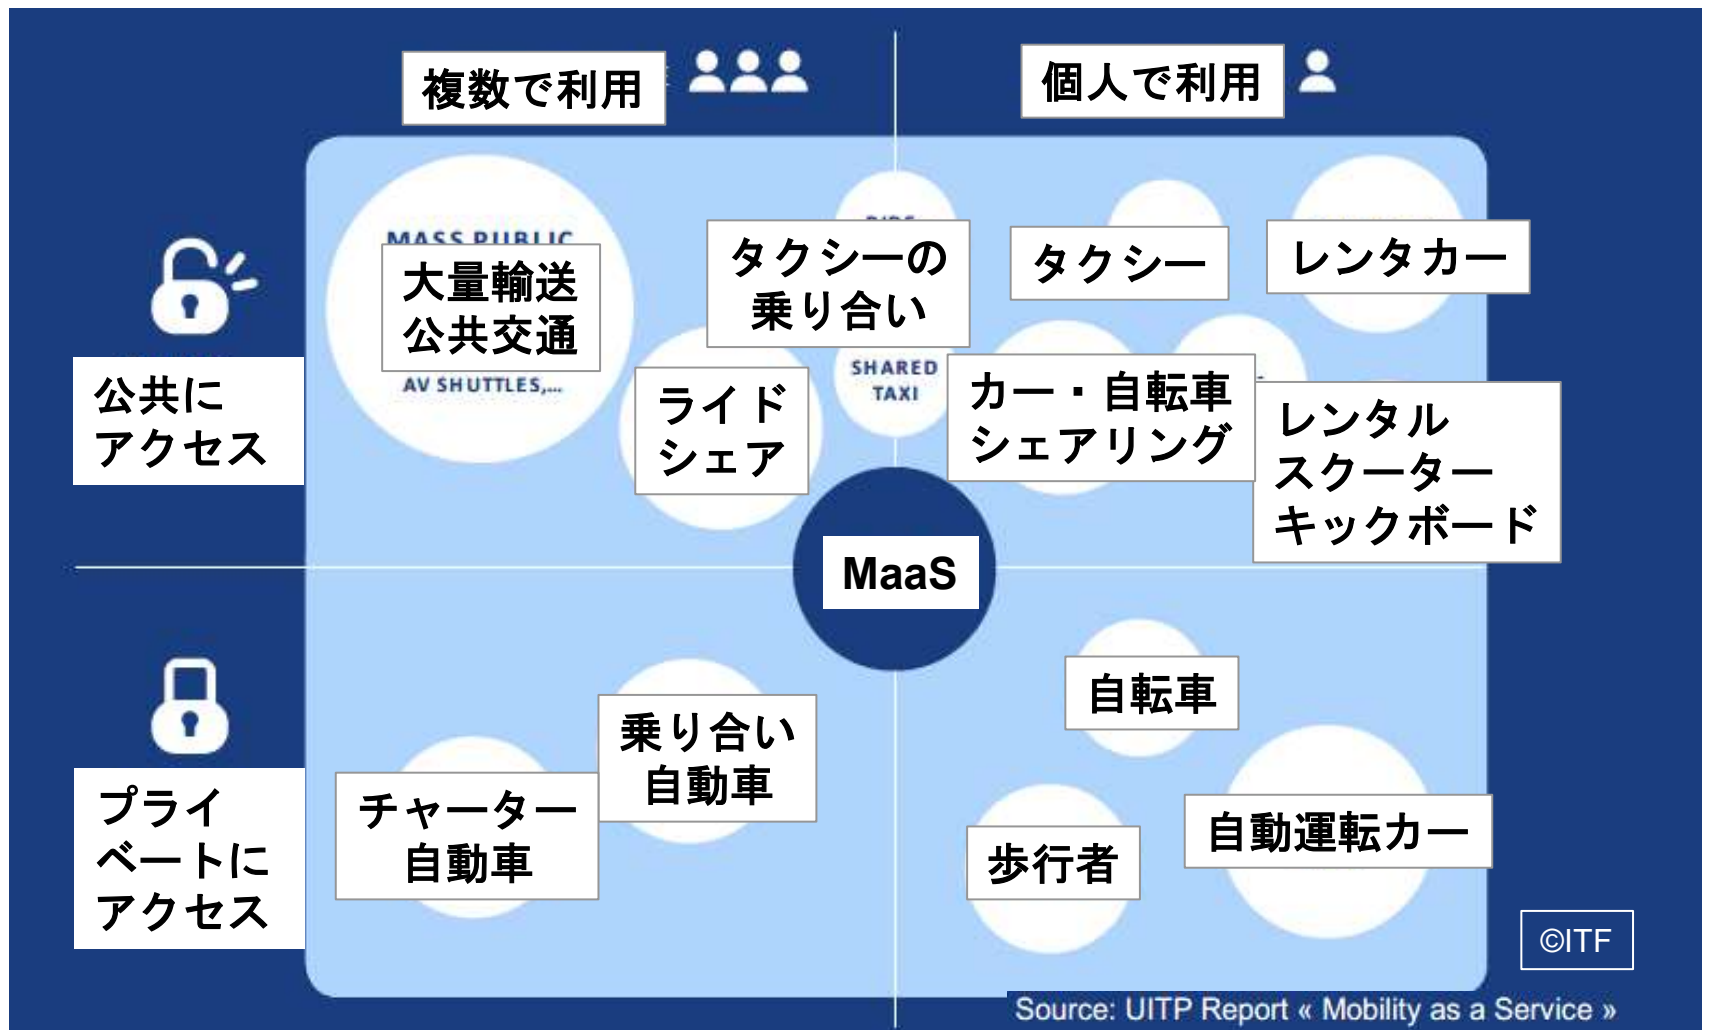 複数で利用
個人で利用
MASS PUBLIC
大量輸送
公共交通
AV SHUTTLES,...
タクシーの
乗り合い
タクシー
レンタカー
公共に
アクセス
ライド
シェア
SHARED
TAXI
カー・自転車
シェアリング
レンタル
スクーター
キックボード
MaaS
プライ
ベートに
アクセス
チャーター
自動車
乗り合い
自動車
自転車
歩行者
自動運転カー
©ITF
Source: UITP Report « Mobility as a Service »